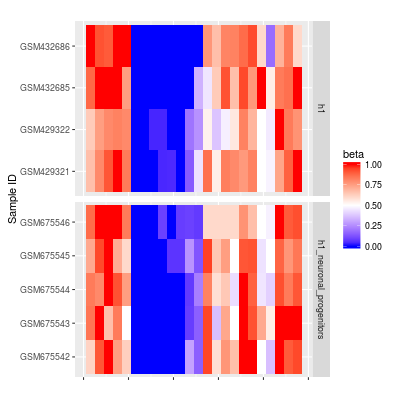 Sample ID
GSM432686
GSM432685
GSM429322
GSM429321
h1
GSM675546
GSM675545
GSM675544
GSM675543
GSM675542
h1_neuronal_progenitors
beta
1.00
0.75
0.50
0.25
0.00